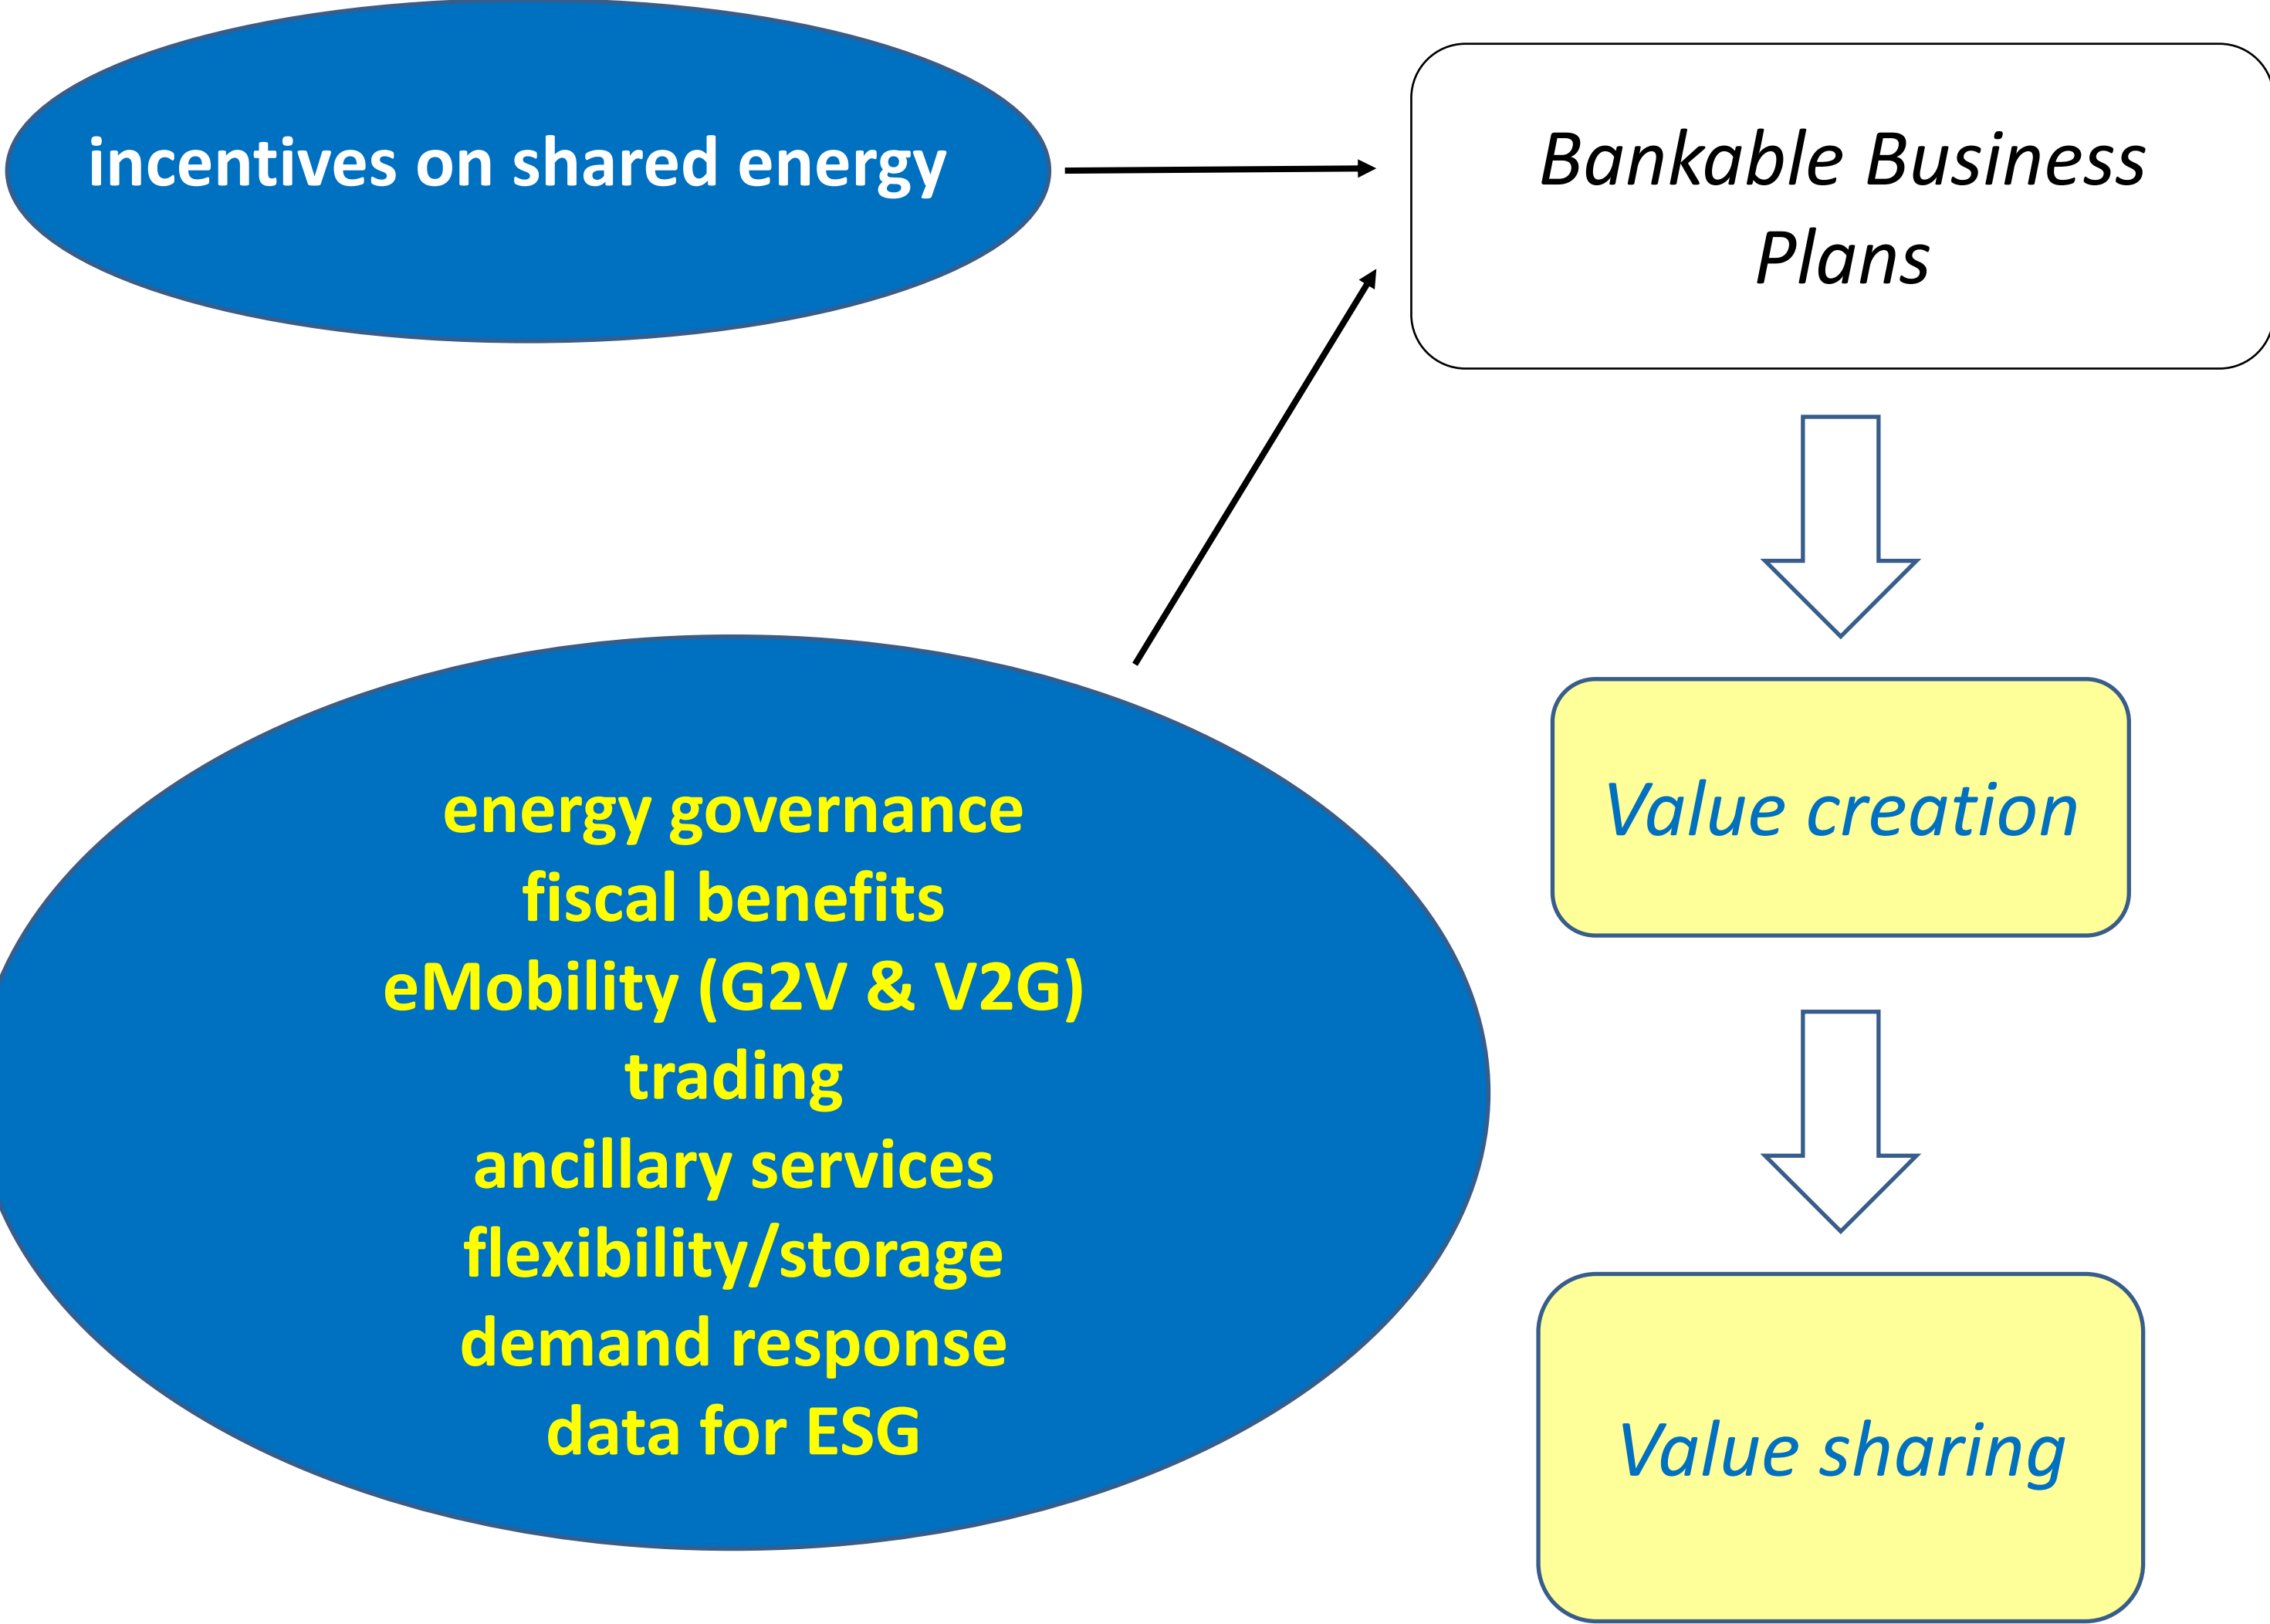 incentives on shared energy
Bankable Business
Plans
energy governance
fiscal benefits
eMobility (G2V & V2G)
trading
ancillary services
flexibility/storage
demand response
data for ESG
Value creation
Value sharing